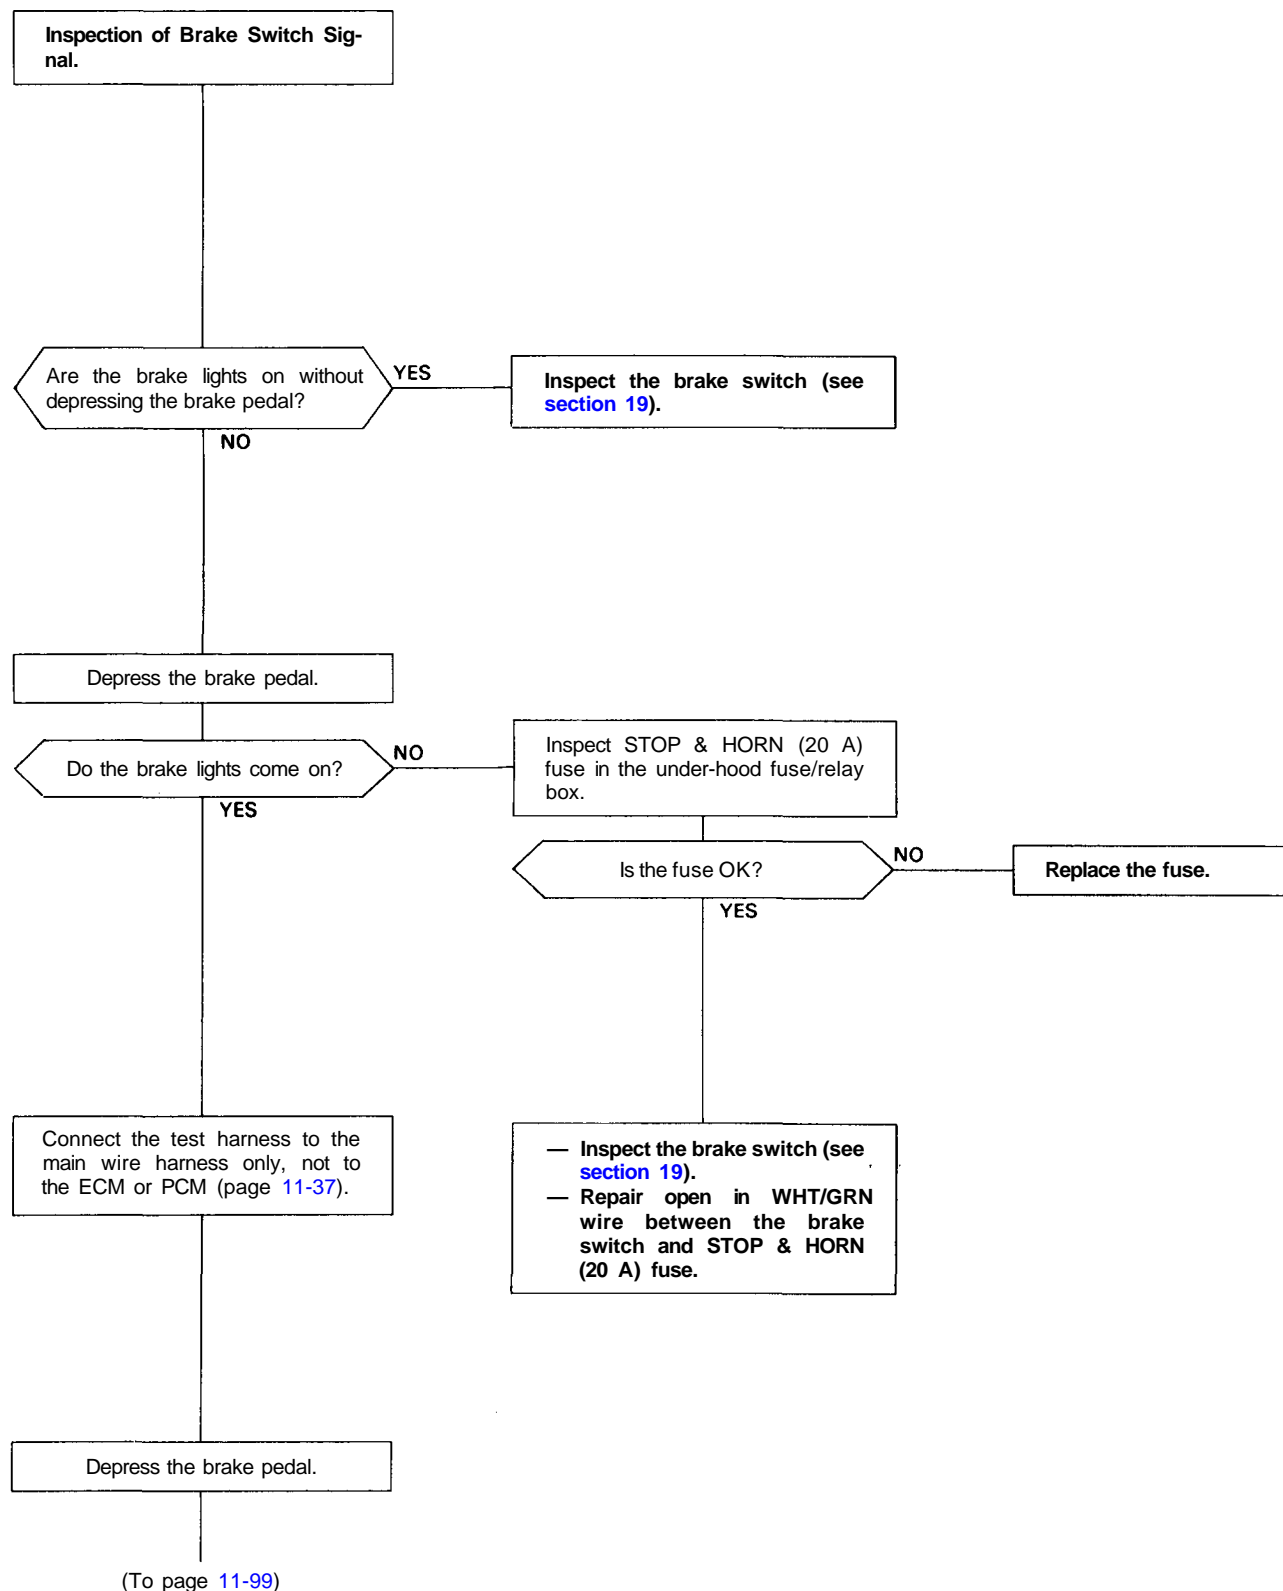 Inspection of Brake Switch Sig-
nal.
Are the brake lights on without
depressing the brake pedal?
YES
Inspect the brake switch (see
section 19).
NO
Depress the brake pedal.
Do the brake lights come on?
NO
Inspect STOP & HORN (20 A)
fuse in the under-hood fuse/relay
box.
YES
Is the fuse OK?
NO
Replace the fuse.
YES
Connect the test harness to the
main wire harness only, not to
the ECM or PCM (page 11-37).
— Inspect the brake switch (see
section 19).
— Repair open in WHT/GRN
wire between the brake
switch and STOP & HORN
(20 A) fuse.
Depress the brake pedal.
(To page 11-99)